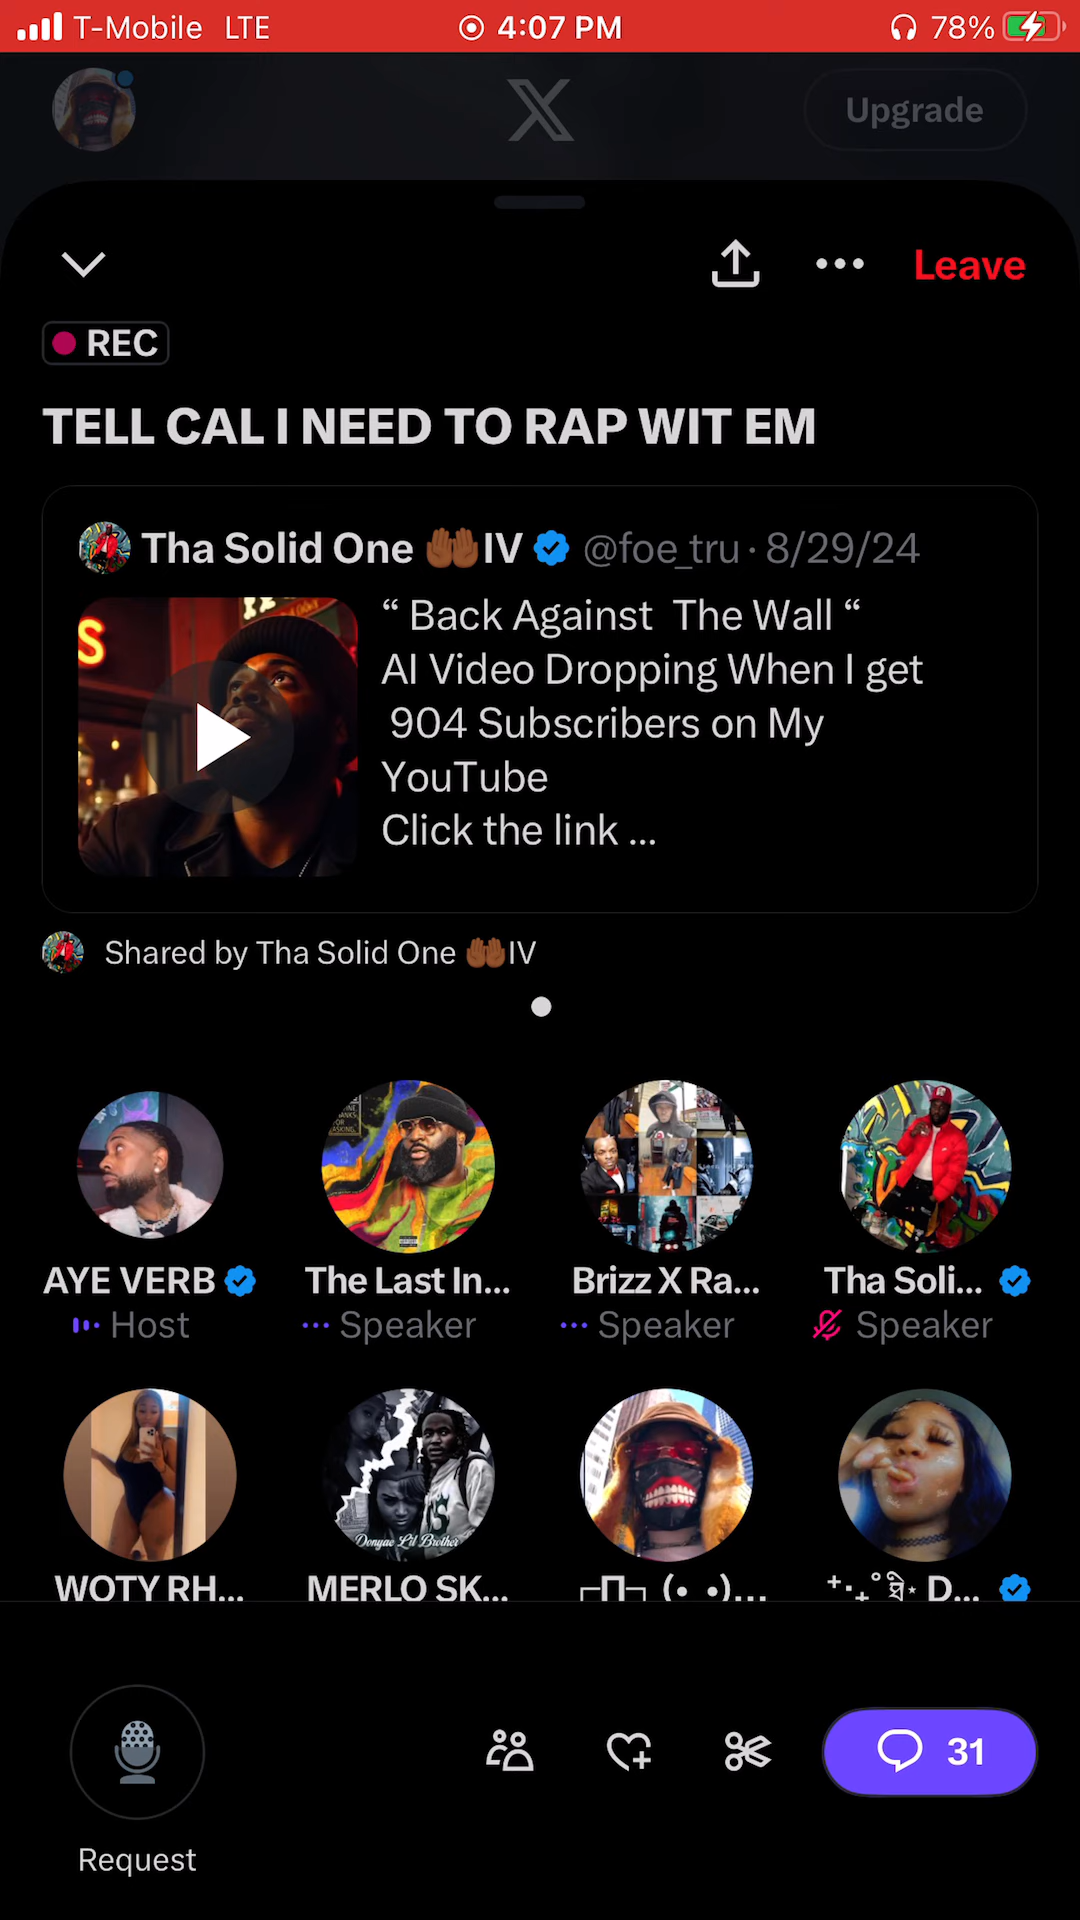 T-Mobile LTE 4:07 PM 78%
Upgrade
Leave
REC
TELL CAL I NEED TO RAP WIT EM
Tha Solid One 🤲🏾IV @foe_tru · 8/29/24
“ Back Against The Wall “
AI Video Dropping When I get
904 Subscribers on My
YouTube
Click the link ...
Shared by Tha Solid One 🤲🏾IV
AYE VERB The Last In... Brizz X Ra... Tha Soli...
Host Speaker Speaker Speaker
Donyae Lil Brother
WOTY RH... MERLO SK... ┌∏┐ (• •)... D...
31
Request